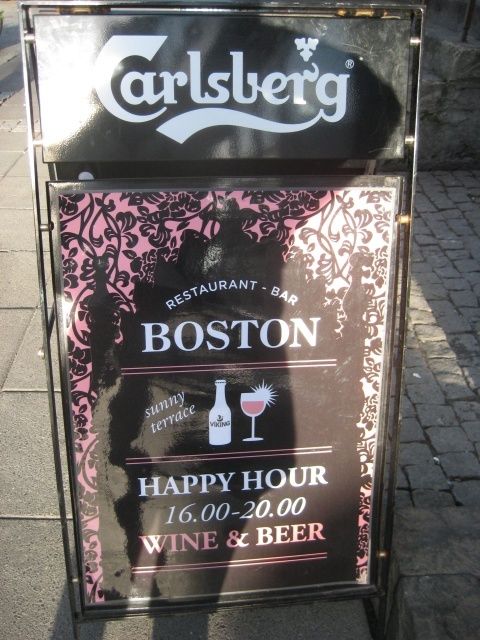 Carlsberg®
RESTAURANT - BAR
BOSTON
sunny
terrace
VIKING
HAPPY HOUR
16.00-20.00
WINE & BEER